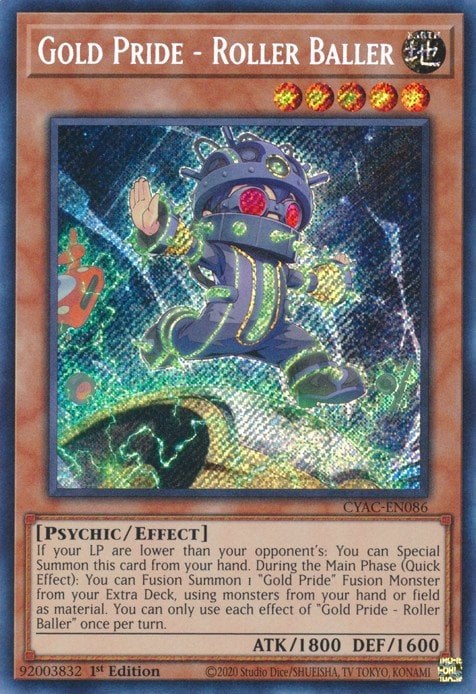 GOLD PRIDE - ROLLER BALLER
EARTH
地
CYAC-EN086
[PSYCHIC/EFFECT]
If your LP are lower than your opponent's: You can Special
Summon this card from your hand. During the Main Phase (Quick
Effect): You can Fusion Summon 1 "Gold Pride" Fusion Monster
from your Extra Deck, using monsters from your hand or field
as material. You can only use each effect of "Gold Pride - Roller
Baller" once per turn.
ATK/1800 DEF/1600
92003832 1st Edition ©2020 Studio Dice/SHUEISHA, TV TOKYO, KONAMI